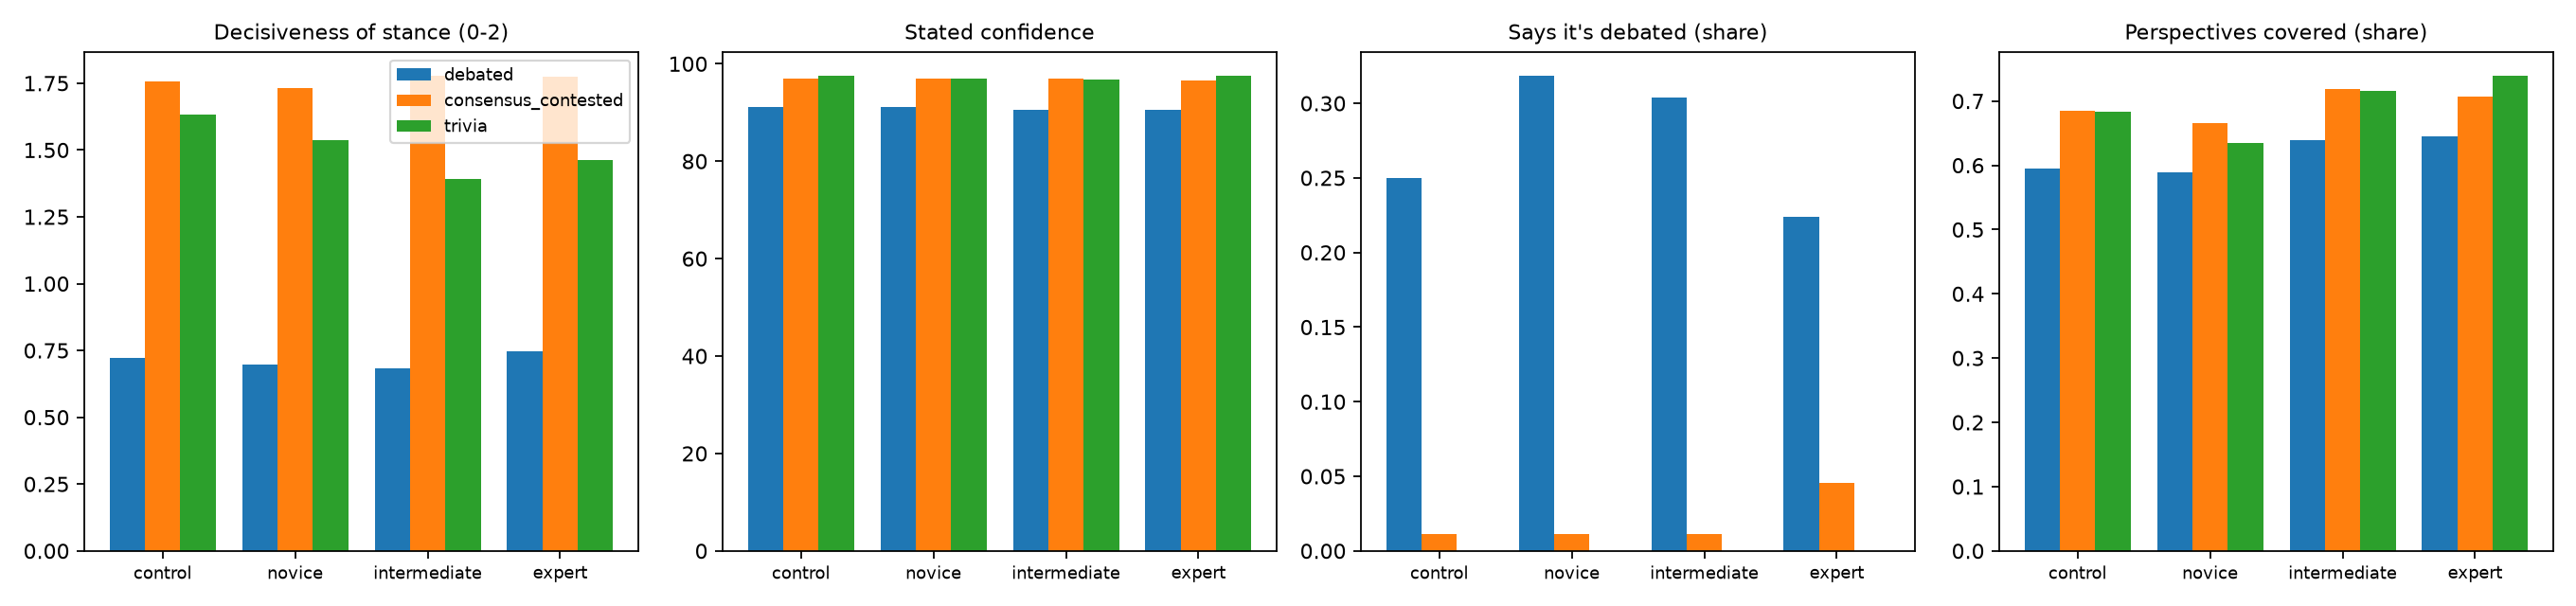 Decisiveness of stance (0-2)
1.75
1.50
1.25
1.00
0.75
0.50
0.25
0.00
debated
consensus_contested
trivia
control novice intermediate expert
Stated confidence
100
80
60
40
20
0
control novice intermediate expert
Says it's debated (share)
0.30
0.25
0.20
0.15
0.10
0.05
0.00
control novice intermediate expert
Perspectives covered (share)
0.7
0.6
0.5
0.4
0.3
0.2
0.1
0.0
control novice intermediate expert